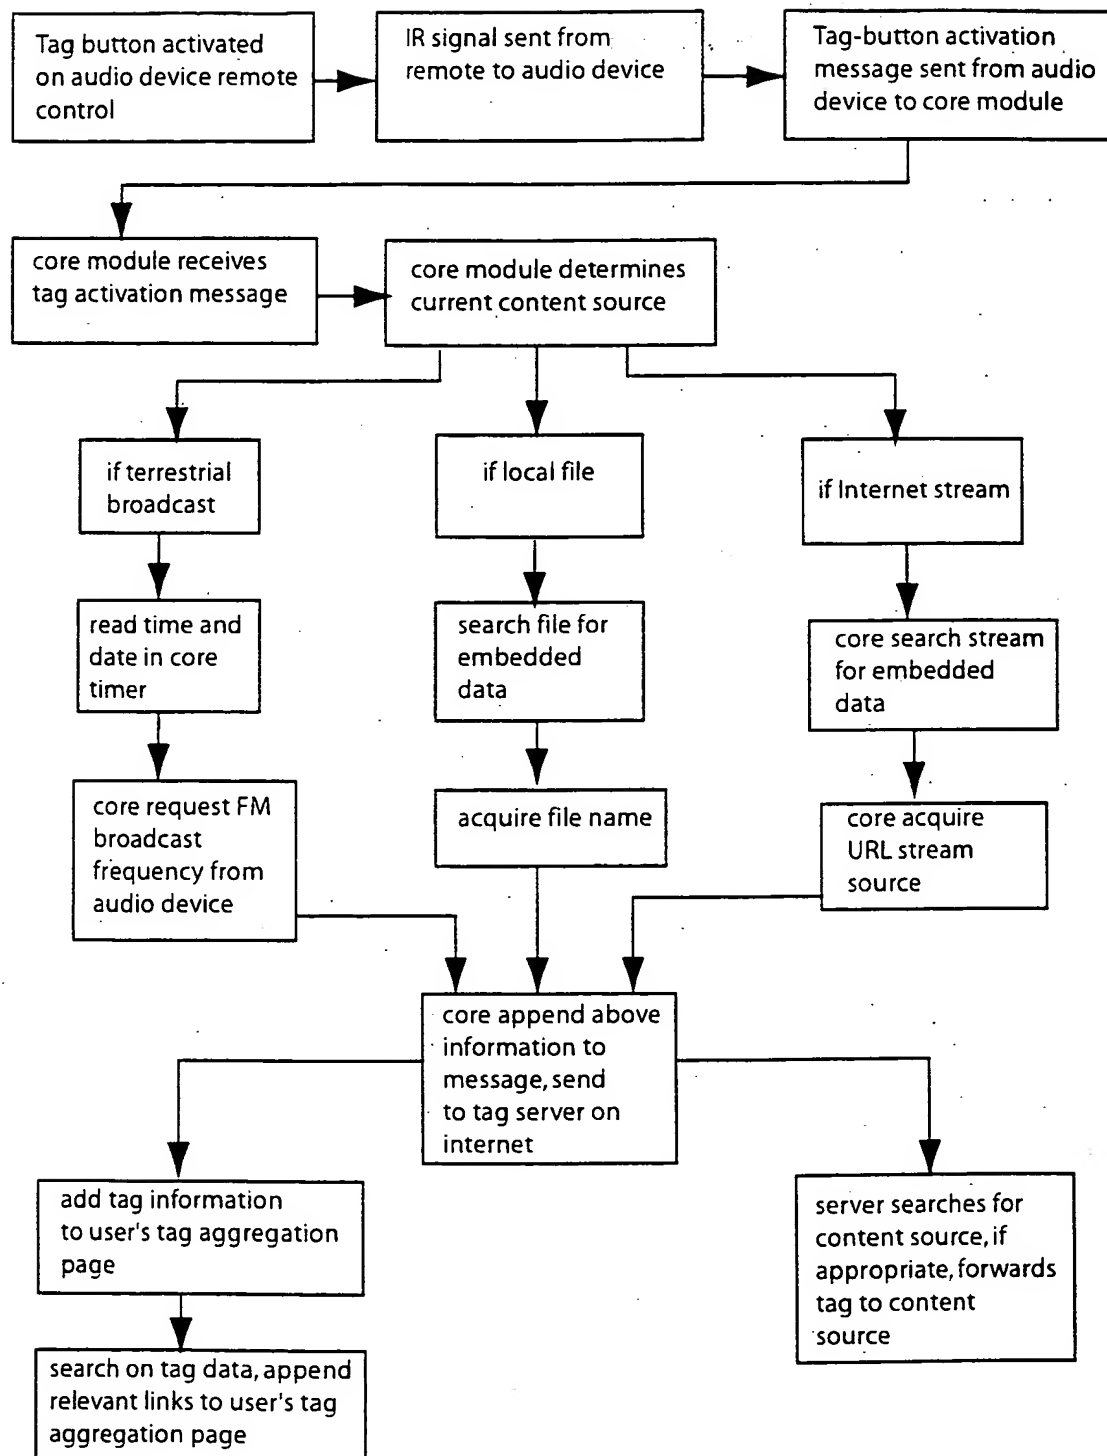 Tag button activated
on audio device remote
control
IR signal sent from
remote to audio device
Tag-button activation
message sent from audio
device to core module
core module receives
tag activation message
core module determines
current content source
if terrestrial
broadcast
if local file
if Internet stream
read time and
date in core
timer
search file for
embedded
data
core search stream
for embedded
data
core request FM
broadcast
frequency from
audio device
acquire file name
core acquire
URL stream
source
core append above
information to
message, send
to tag server on
internet
add tag information
to user's tag aggregation
page
server searches for
content source, if
appropriate, forwards
tag to content
source
search on tag data, append
relevant links to user's tag
aggregation page